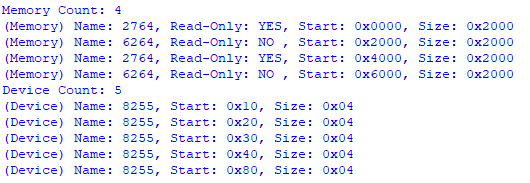 Memory Count: 4
(Memory) Name: 2764, Read-Only: YES, Start: 0x0000, Size: 0x2000
(Memory) Name: 6264, Read-Only: NO , Start: 0x2000, Size: 0x2000
(Memory) Name: 2764, Read-Only: YES, Start: 0x4000, Size: 0x2000
(Memory) Name: 6264, Read-Only: NO , Start: 0x6000, Size: 0x2000
Device Count: 5
(Device) Name: 8255, Start: 0x10, Size: 0x04
(Device) Name: 8255, Start: 0x20, Size: 0x04
(Device) Name: 8255, Start: 0x30, Size: 0x04
(Device) Name: 8255, Start: 0x40, Size: 0x04
(Device) Name: 8255, Start: 0x80, Size: 0x04